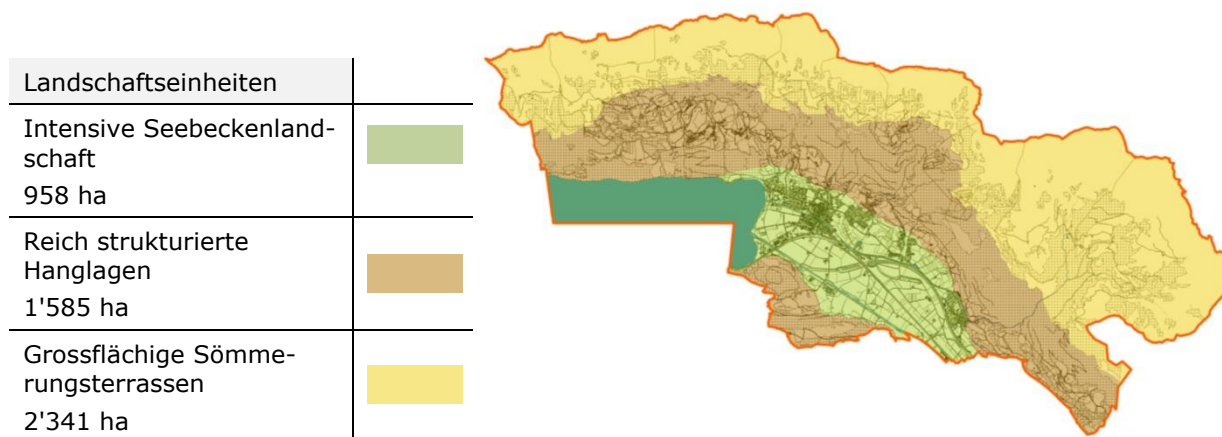 Landschaftseinheiten
Intensive Seebeckenland-
schaft
958 ha
Reich strukturierte
Hanglagen
1'585 ha
Grossflächige Sömme-
rungsterrassen
2'341 ha